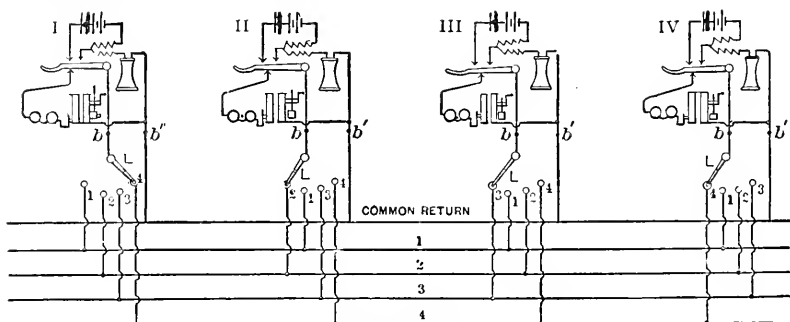 I II III IV
b b" b b' b b' b b'
L L L L
4 2 3 4
1 2 3 1 3 4 1 2 4 1 2 3
COMMON RETURN
1
2
3
4